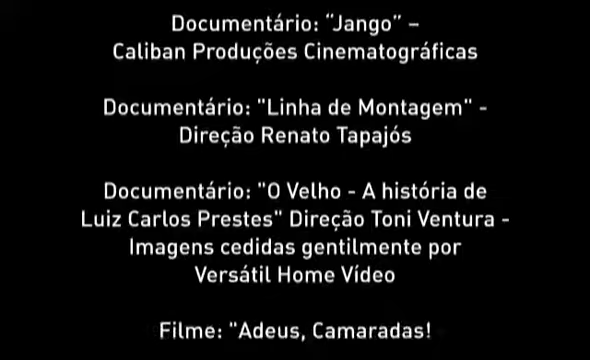 Documentário: “Jango” –
Caliban Produções Cinematográficas
Documentário: "Linha de Montagem" -
Direção Renato Tapajós
Documentário: "O Velho - A história de
Luiz Carlos Prestes" Direção Toni Ventura -
Imagens cedidas gentilmente por
Versátil Home Vídeo
Filme: "Adeus, Camaradas!